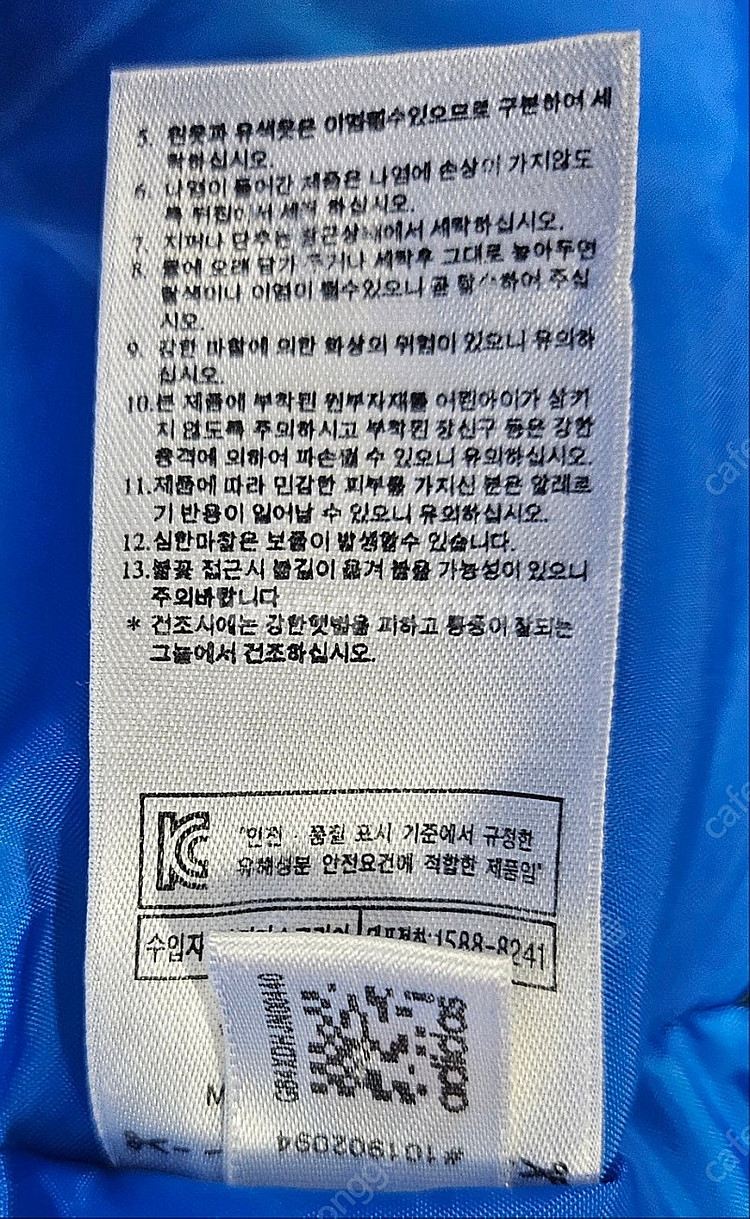 5. 흰옷과 유색옷은 이염될수있으므로 구분하여 세
탁하십시오.
6. 나염이 들어간 제품은 나염에 손상이 가지않도
록 뒤집어서 세탁 하십시오.
7. 지퍼나 단추는 잠근상태에서 세탁하십시오.
8. 물에 오래 담가 두거나 세탁후 그대로 놓아두면
탈색이나 이염이 될수있으니 곧 탈수하여 주십
시오.
9. 강한 마찰에 의한 화상의 위험이 있으니 유의하
십시오.
10.본 제품에 부착된 원부자재를 어린아이가 삼키
지 않도록 주의하시고 부착된 장신구 등은 강한
충격에 의하여 파손될 수 있으니 유의하십시오.
11.제품에 따라 민감한 피부를 가지신 분은 알레르
기 반응이 일어날 수 있으니 유의하십시오.
12.심한마찰은 보풀이 발생할수 있습니다.
13.불꽃 접근시 불길이 옮겨 붙을 가능성이 있으니
주의바랍니다
* 건조시에는 강한햇빛을 피하고 통풍이 잘되는
그늘에서 건조하십시오.
"안전·품질 표시 기준에서 규정한
유해성분 안전요건에 적합한 제품임"
수입자 대표전화:1588-8241
adidas
#101902094